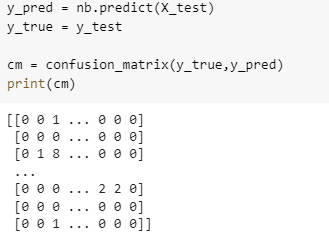 y_pred = nb.predict(X_test)
y_true = y_test
cm = confusion_matrix(y_true,y_pred)
print(cm)
[[0 0 1 ... 0 0 0]
[0 0 0 ... 0 0 0]
[0 1 8 ... 0 0 0]
...
[0 0 0 ... 2 2 0]
[0 0 0 ... 0 0 0]
[0 0 1 ... 0 0 0]]